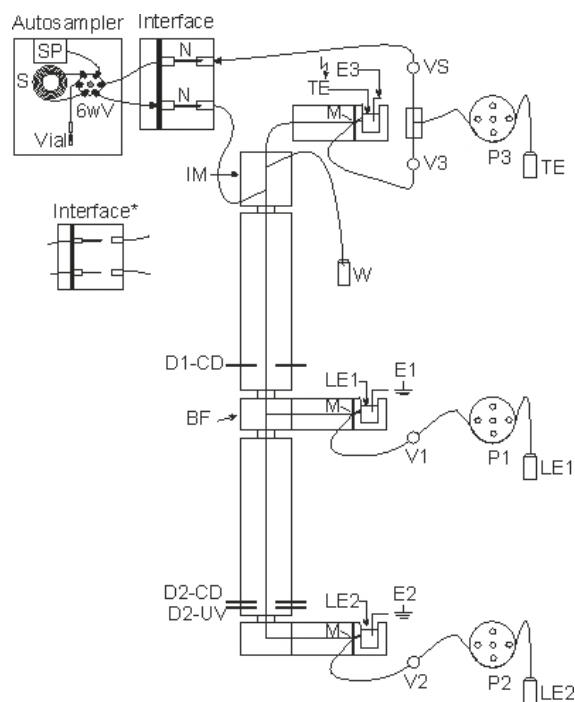 Autosampler
Interface
SP
N
S
6wV
N
Vial
E3
TE
M
VS
P3
TE
V3
IM
W
Interface*
D1-CD
LE1
E1
BF
M
V1
P1
LE1
D2-CD
D2-UV
LE2
E2
M
V2
P2
LE2